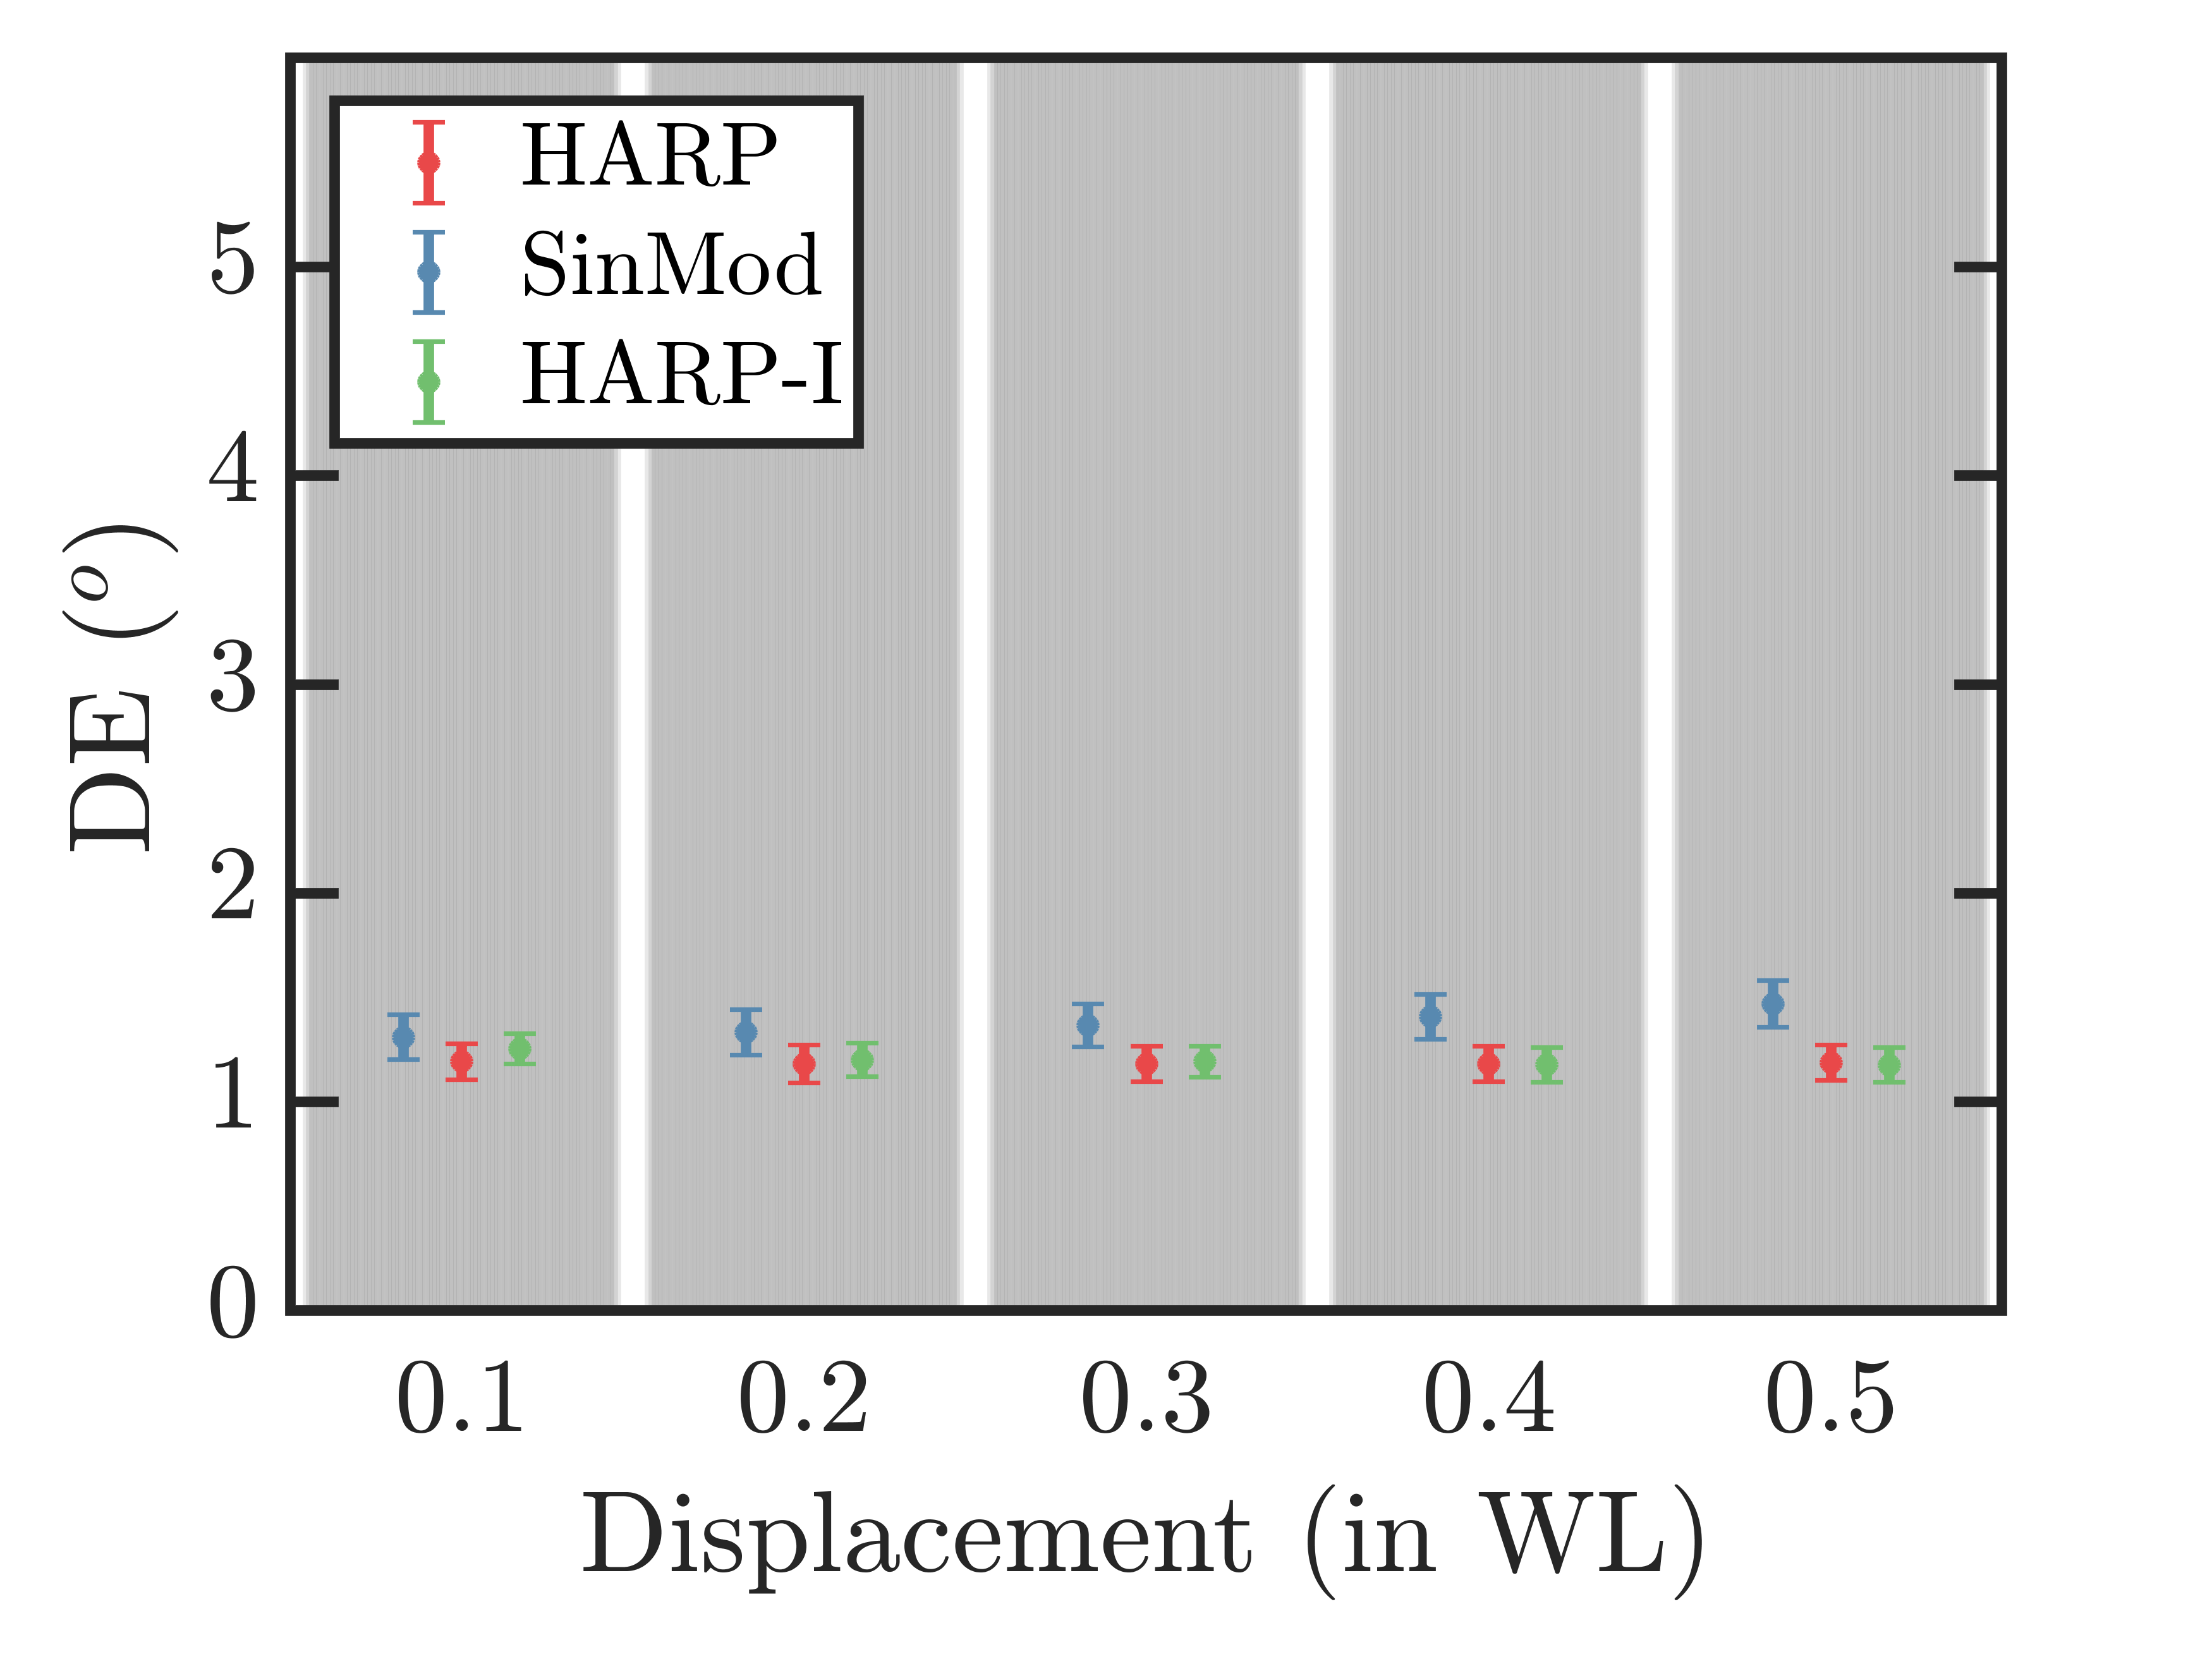 HARP
SinMod
HARP-I
5
4
3
2
1
0
DE (o)
0.1 0.2 0.3 0.4 0.5
Displacement (in WL)